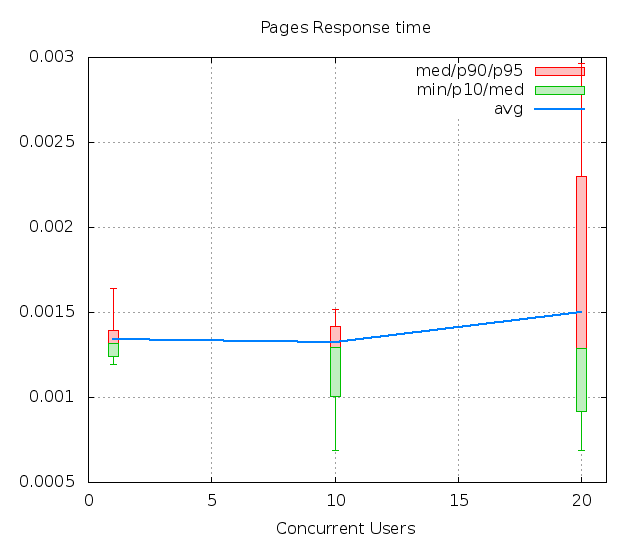 Pages Response time
0.003
0.0025
0.002
0.0015
0.001
0.0005
med/p90/p95
min/p10/med
avg
0 5 10 15 20
Concurrent Users